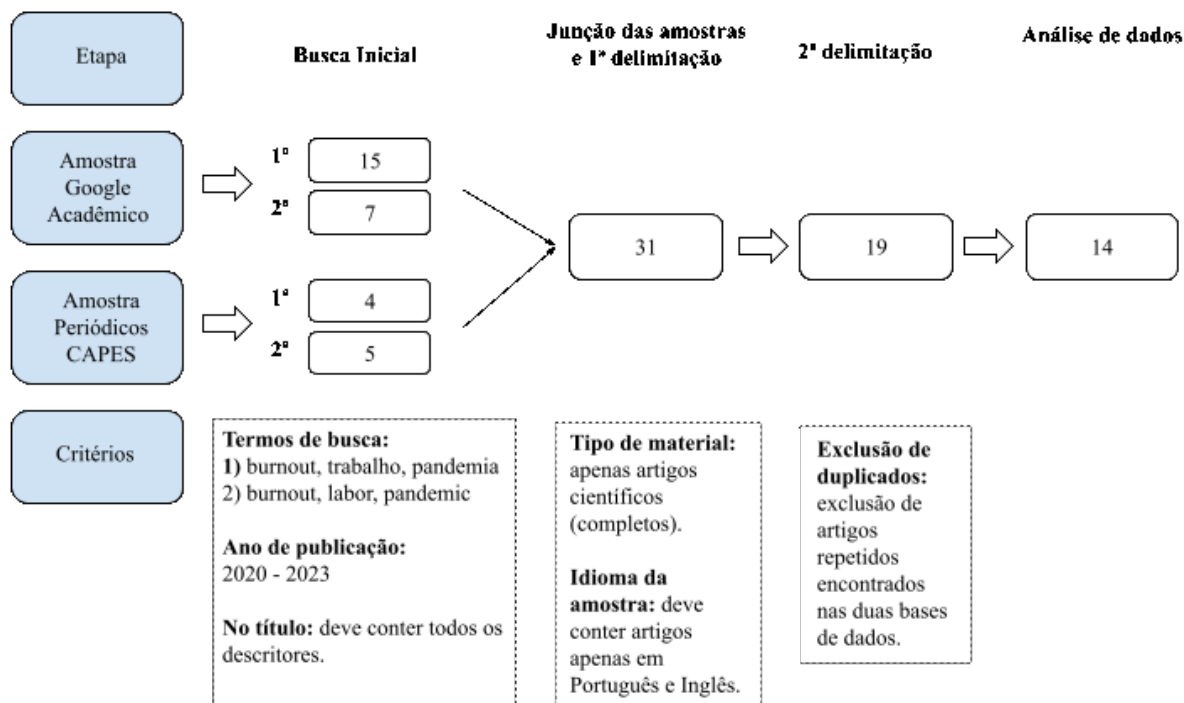 Etapa
Busca Inicial
Junção das amostras
e 1ª delimitação
2ª delimitação
Análise de dados
Amostra
Google
Acadêmico
1ª
15
2ª
7
Amostra
Periódicos
CAPES
1ª
4
2ª
5
31
19
14
Critérios
Termos de busca:
1) burnout, trabalho, pandemia
2) burnout, labor, pandemic
Ano de publicação:
2020 - 2023
No título: deve conter todos os
descritores.
Tipo de material:
apenas artigos
científicos
(completos).
Idioma da
amostra: deve
conter artigos
apenas em
Português e Inglês.
Exclusão de
duplicados:
exclusão de
artigos
repetidos
encontrados
nas duas bases
de dados.